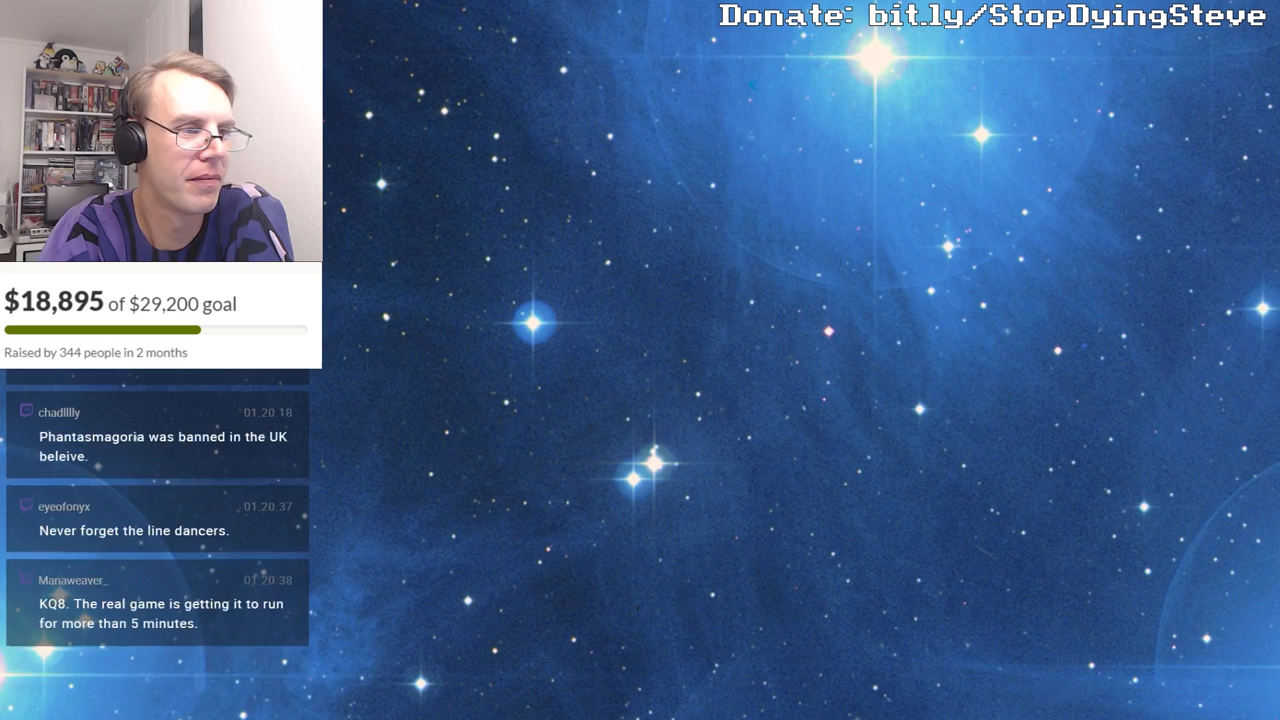 Donate: bit.ly/StopDyingSteve
$18,895 of $29,200 goal
Raised by 344 people in 2 months
chadlllly 01.20.18
Phantasmagoria was banned in the UK
beleive.
eyeofonyx 01.20.37
Never forget the line dancers.
Manaweaver_ 01.20.38
KQ8. The real game is getting it to run
for more than 5 minutes.